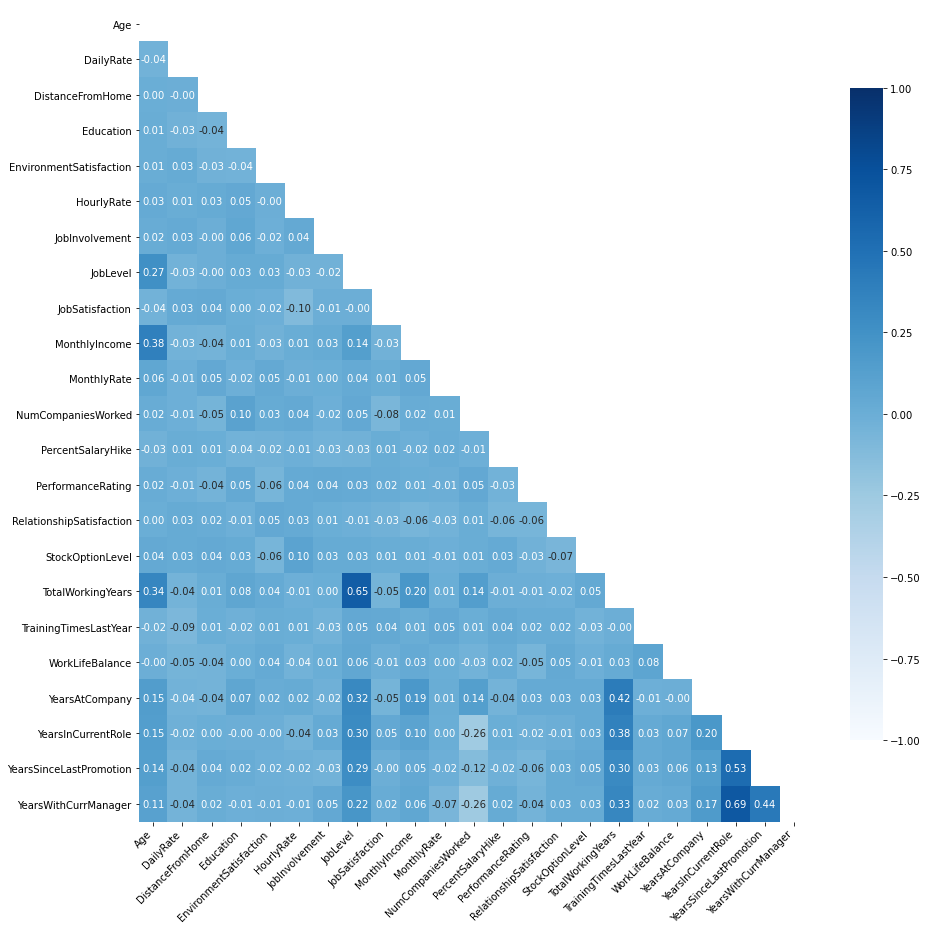 Age
DailyRate -0.04
DistanceFromHome 0.00 -0.00
Education 0.01 -0.03 -0.04
EnvironmentSatisfaction 0.01 0.03 -0.03 -0.04
HourlyRate 0.03 0.01 0.03 0.05 -0.00
JobInvolvement 0.02 0.03 -0.00 0.06 -0.02 0.04
JobLevel 0.27 -0.03 -0.00 0.03 0.03 -0.03 -0.02
JobSatisfaction -0.04 0.03 0.04 0.00 -0.02 -0.10 -0.01 -0.00
MonthlyIncome 0.38 -0.03 -0.04 0.01 -0.03 0.01 0.03 0.14 -0.03
MonthlyRate 0.06 -0.01 0.05 -0.02 0.05 -0.01 0.00 0.04 0.01 0.05
NumCompaniesWorked 0.02 -0.01 -0.05 0.10 0.03 0.04 -0.02 0.05 -0.08 0.02 0.01
PercentSalaryHike -0.03 0.01 0.01 -0.04 -0.02 -0.01 -0.03 -0.03 0.01 -0.02 0.02 -0.01
PerformanceRating 0.02 -0.01 -0.04 0.05 -0.06 0.04 0.04 0.03 0.02 0.01 -0.01 0.05 -0.03
RelationshipSatisfaction 0.00 0.03 0.02 -0.01 0.05 0.03 0.01 -0.01 -0.03 -0.06 -0.03 0.01 -0.06 -0.06
StockOptionLevel 0.04 0.03 0.04 0.03 -0.06 0.10 0.03 0.03 0.01 0.01 -0.01 0.01 0.03 -0.03 -0.07
TotalWorkingYears 0.34 -0.04 0.01 0.08 0.04 -0.01 0.00 0.65 -0.05 0.20 0.01 0.14 -0.01 -0.01 -0.02 0.05
TrainingTimesLastYear -0.02 -0.09 0.01 -0.02 0.01 0.01 -0.03 0.05 0.04 0.01 0.05 0.01 0.04 0.02 0.02 -0.03 -0.00
WorkLifeBalance -0.00 -0.05 -0.04 0.00 0.04 -0.04 0.01 0.06 -0.01 0.03 0.00 -0.03 0.02 -0.05 0.05 -0.01 0.03 0.08
YearsAtCompany 0.15 -0.04 -0.04 0.07 0.02 0.02 -0.02 0.32 -0.05 0.19 0.01 0.14 -0.04 0.03 0.03 0.03 0.42 -0.01 -0.00
YearsInCurrentRole 0.15 -0.02 0.00 -0.00 -0.00 -0.04 0.03 0.30 0.05 0.10 0.00 -0.26 0.01 -0.02 -0.01 0.03 0.38 0.03 0.07 0.20
YearsSinceLastPromotion 0.14 -0.04 0.04 0.02 -0.02 -0.02 -0.03 0.29 -0.00 0.05 -0.02 -0.12 -0.02 -0.06 0.03 0.05 0.30 0.03 0.06 0.13 0.53
YearsWithCurrManager 0.11 -0.04 0.02 -0.01 -0.01 -0.01 0.05 0.22 0.02 0.06 -0.07 -0.26 0.02 -0.04 0.03 0.03 0.33 0.02 0.03 0.17 0.69 0.44
Age
DailyRate
DistanceFromHome
Education
EnvironmentSatisfaction
HourlyRate
JobInvolvement
JobLevel
JobSatisfaction
MonthlyIncome
MonthlyRate
NumCompaniesWorked
PercentSalaryHike
PerformanceRating
RelationshipSatisfaction
StockOptionLevel
TotalWorkingYears
TrainingTimesLastYear
WorkLifeBalance
YearsAtCompany
YearsInCurrentRole
YearsSinceLastPromotion
YearsWithCurrManager
1.00
0.75
0.50
0.25
0.00
−0.25
−0.50
−0.75
−1.00